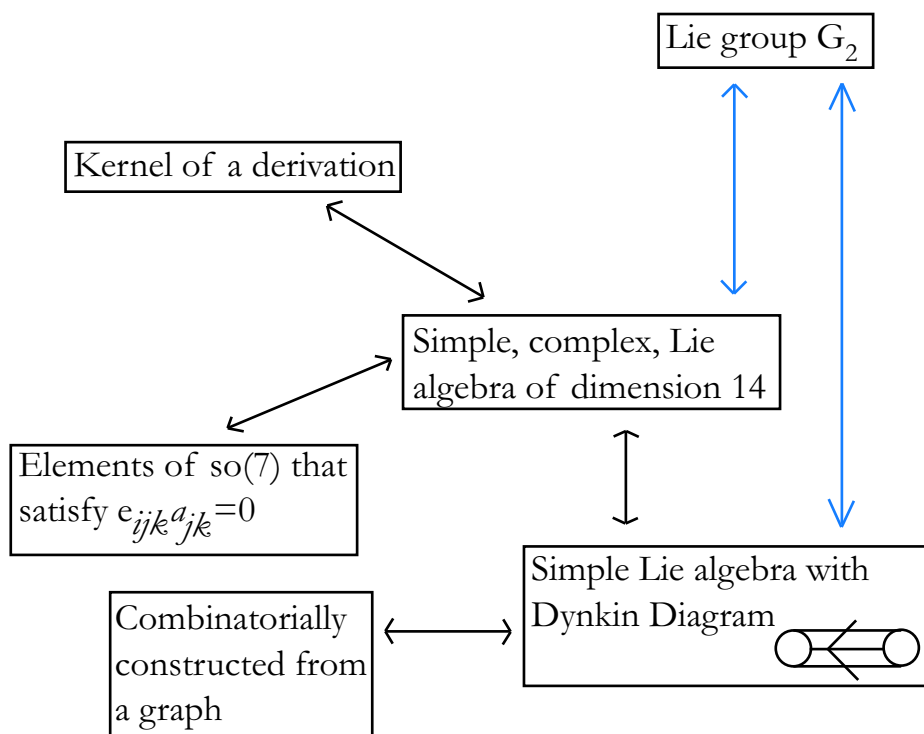 Lie group G₂
Kernel of a derivation
Simple, complex, Lie
algebra of dimension 14
Elements of so(7) that
satisfy eᵢⱼₖaⱼₖ=0
Simple Lie algebra with
Dynkin Diagram
Combinatorially
constructed from
a graph